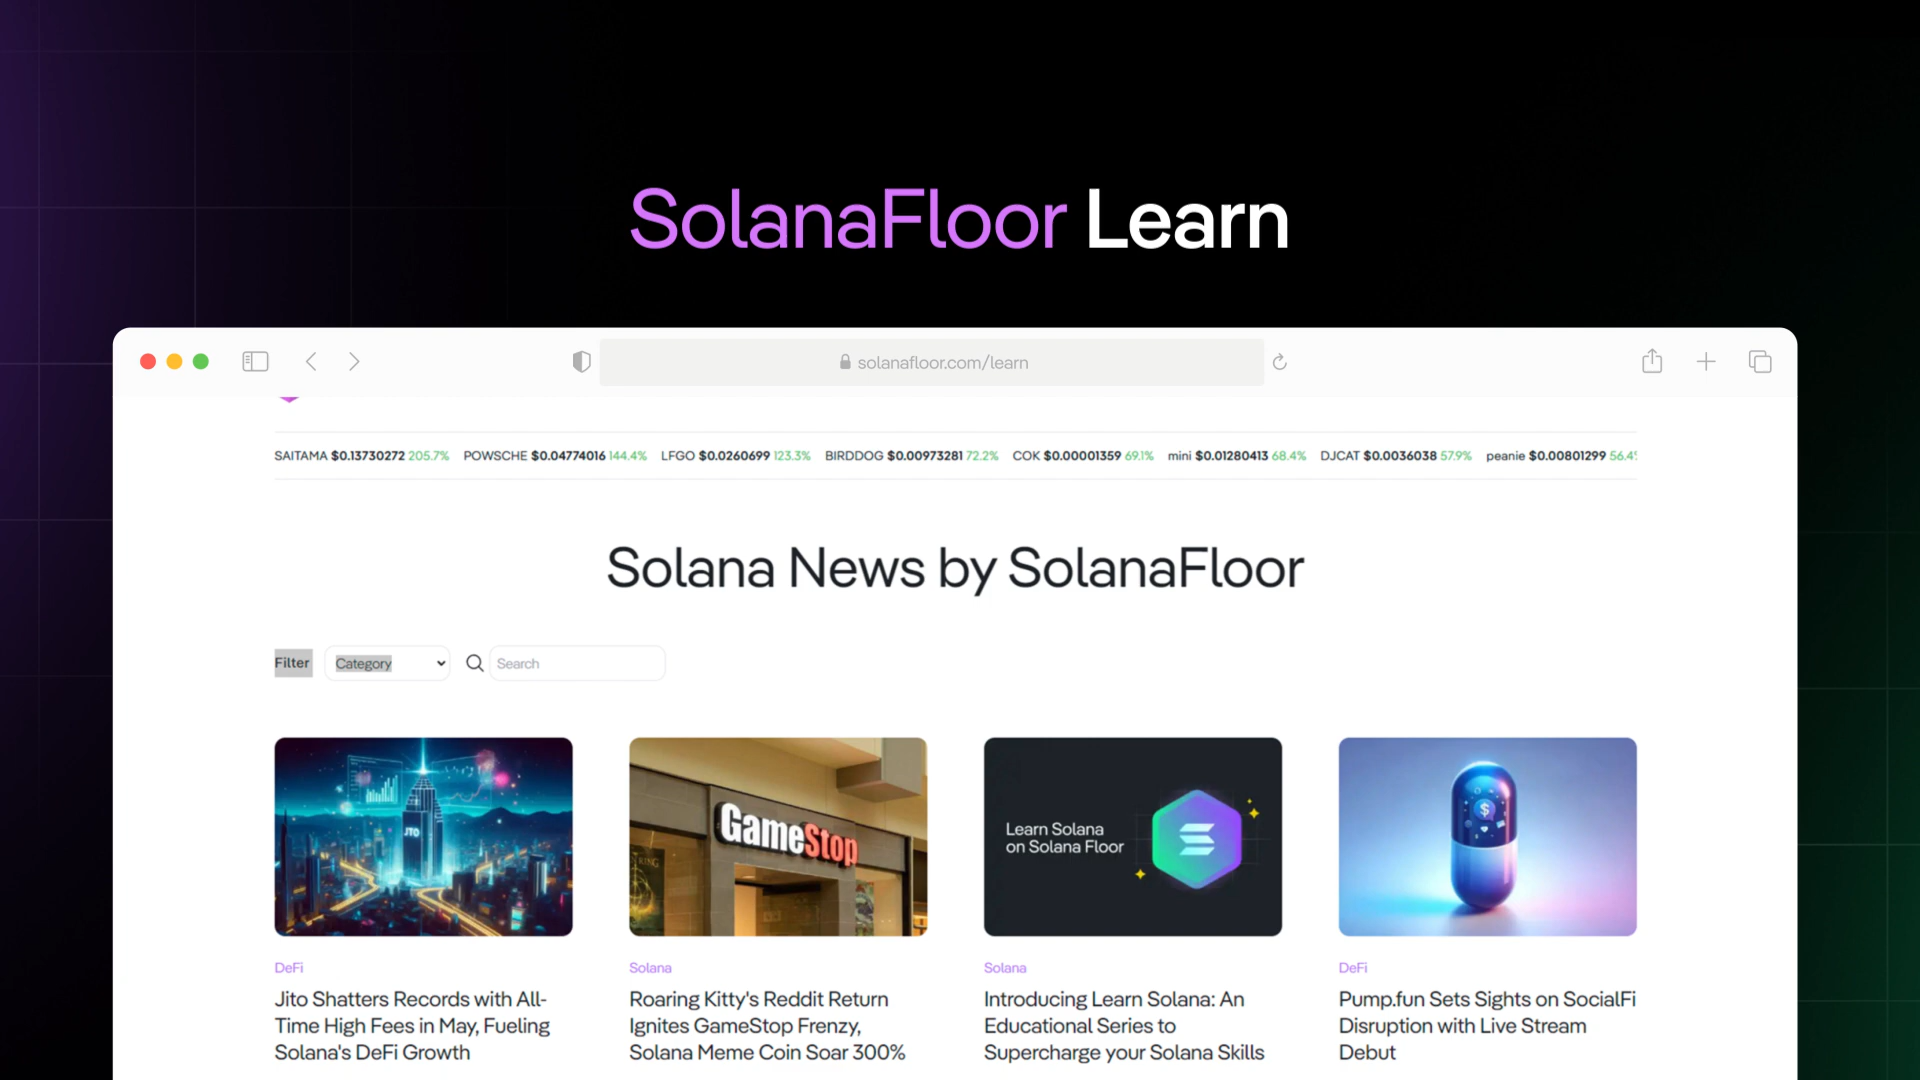 SolanaFloor Learn
solanafloor.com/learn
SAITAMA $0.13730272 205.7% POWSCHE $0.04774016 144.4% LFGO $0.0260699 123.3% BIRDDOG $0.00973281 72.2% COK $0.00001359 69.1% mini $0.01280413 68.4% DJCAT $0.0036038 57.9% peanie $0.00801299 56.4%
Solana News by SolanaFloor
Filter Category Search
JTO
GameStop
RING
Learn Solana
on Solana Floor
$
DeFi
Jito Shatters Records with All-
Time High Fees in May, Fueling
Solana's DeFi Growth
Solana
Roaring Kitty's Reddit Return
Ignites GameStop Frenzy,
Solana Meme Coin Soar 300%
Solana
Introducing Learn Solana: An
Educational Series to
Supercharge your Solana Skills
DeFi
Pump.fun Sets Sights on SocialFi
Disruption with Live Stream
Debut